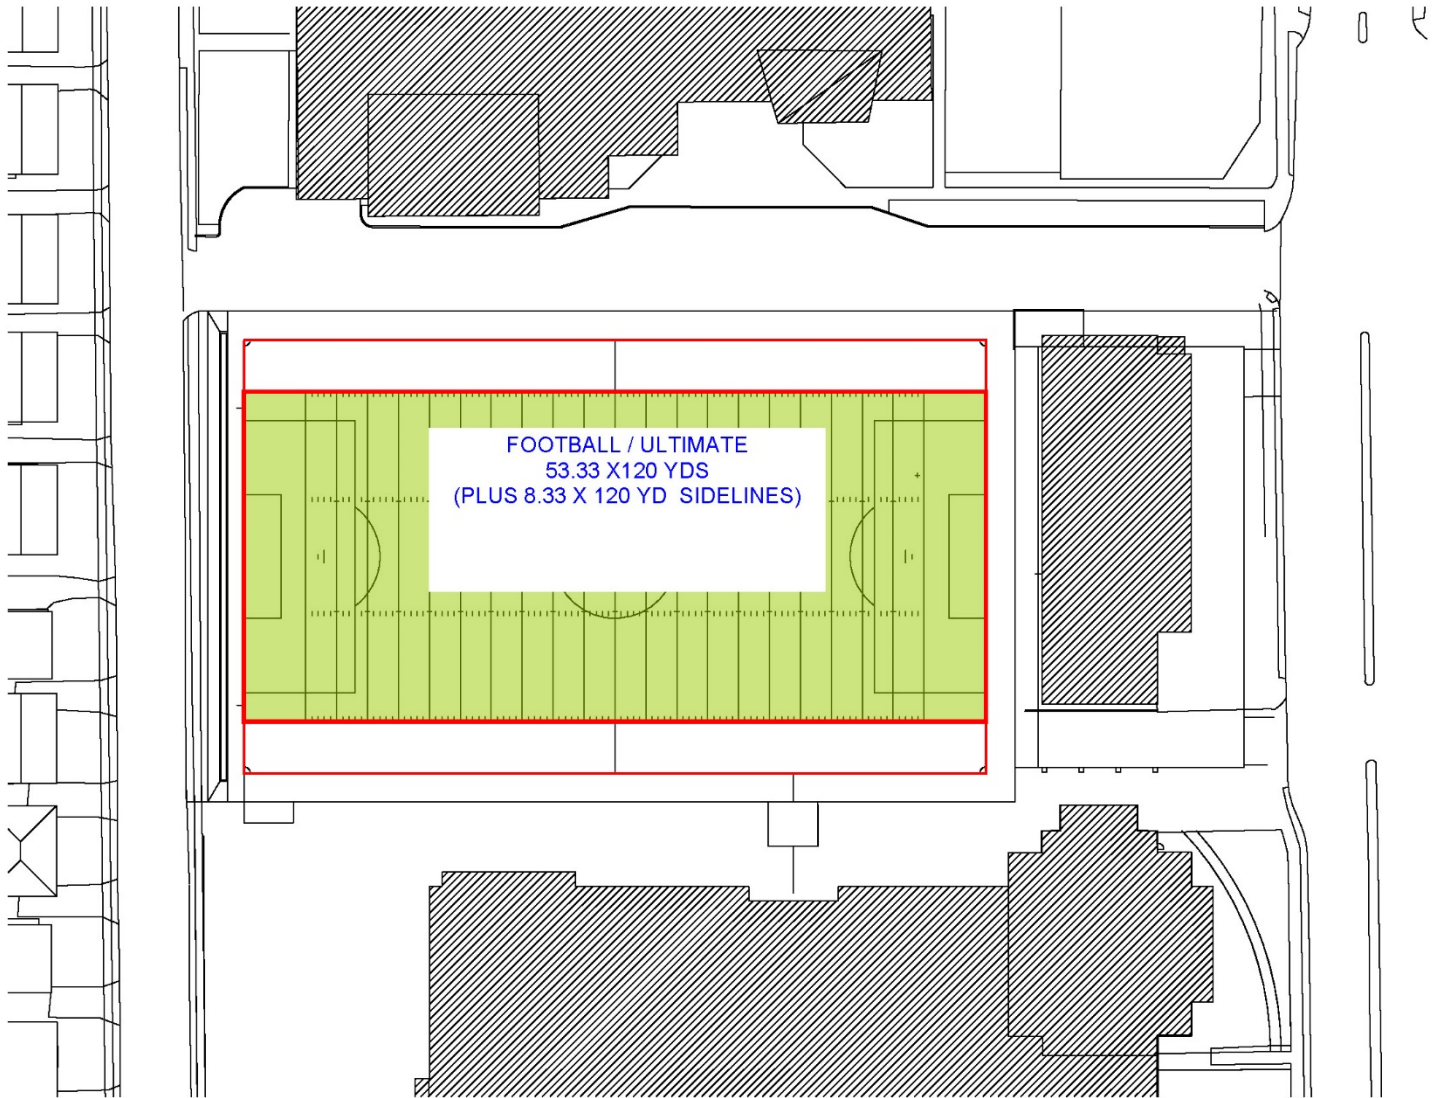 FOOTBALL / ULTIMATE
53.33 X120 YDS
(PLUS 8.33 X 120 YD SIDELINES)